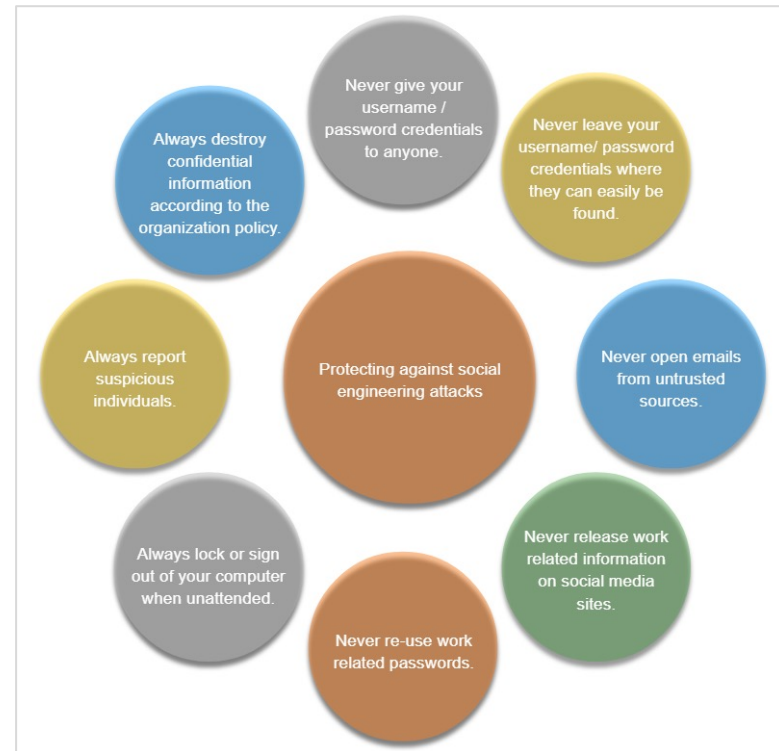 Never give your
username /
password credentials
to anyone.
Never leave your
username/ password
credentials where
they can easily be
found.
Never open emails
from untrusted
sources.
Never release work
related information
on social media
sites.
Never re-use work
related passwords.
Always lock or sign
out of your computer
when unattended.
Always report
suspicious
individuals.
Always destroy
confidential
information
according to the
organization policy.
Protecting against social
engineering attacks